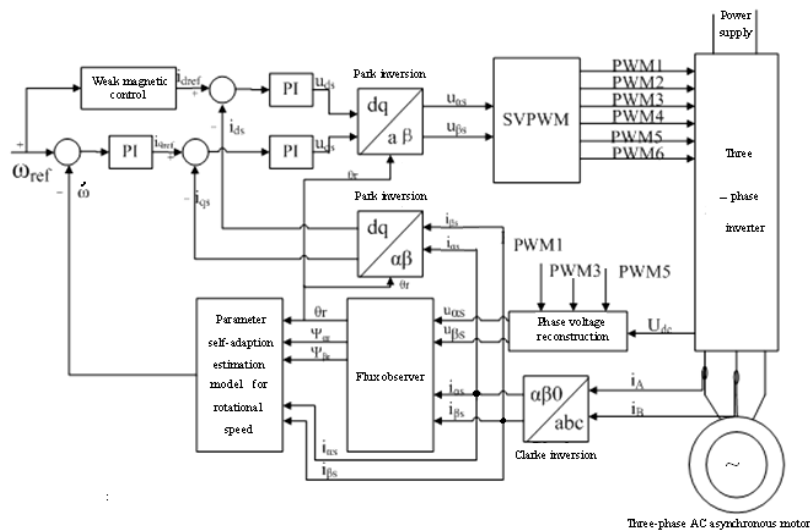 Power
supply
Weak magnetic
control
i_dref
+
−
PI
u_ds
Park inversion
dq
a β
u_αs
u_βs
SVPWM
PWM1
PWM2
PWM3
PWM4
PWM5
PWM6
Three
– phase
inverter
+
ω_ref
−
ω̂
PI
i_qref
+
−
PI
u_ds
i_ds
i_qs
θr
Park inversion
dq
αβ
i_βs
i_αs
θr
PWM1
PWM3
PWM5
Parameter
self-adaption
estimation
model for
rotational
speed
θr
Ψ_αr
Ψ_βr
Flux observer
u_αs
u_βs
Phase voltage
reconstruction
U_dc
i_αs
i_βs
αβ0
abc
i_A
i_B
Clarke inversion
i_αs
i_βs
~
:
Three-phase AC asynchronous motor